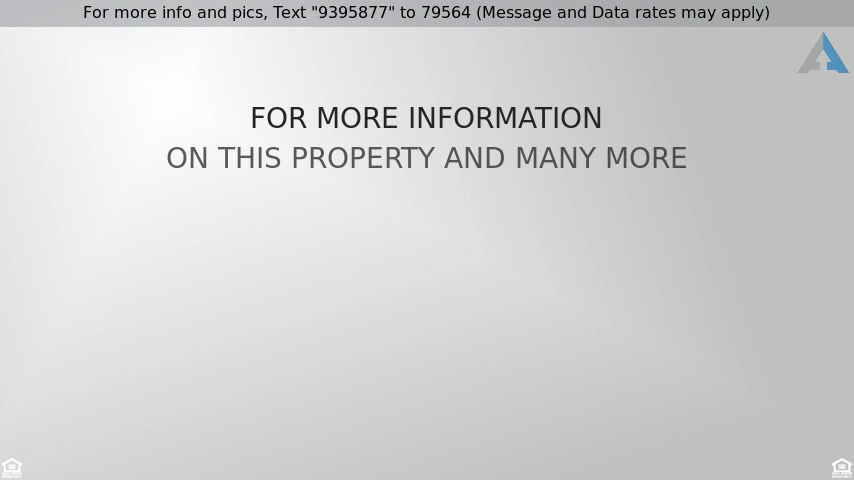 For more info and pics, Text "9395877" to 79564 (Message and Data rates may apply)
FOR MORE INFORMATION
ON THIS PROPERTY AND MANY MORE